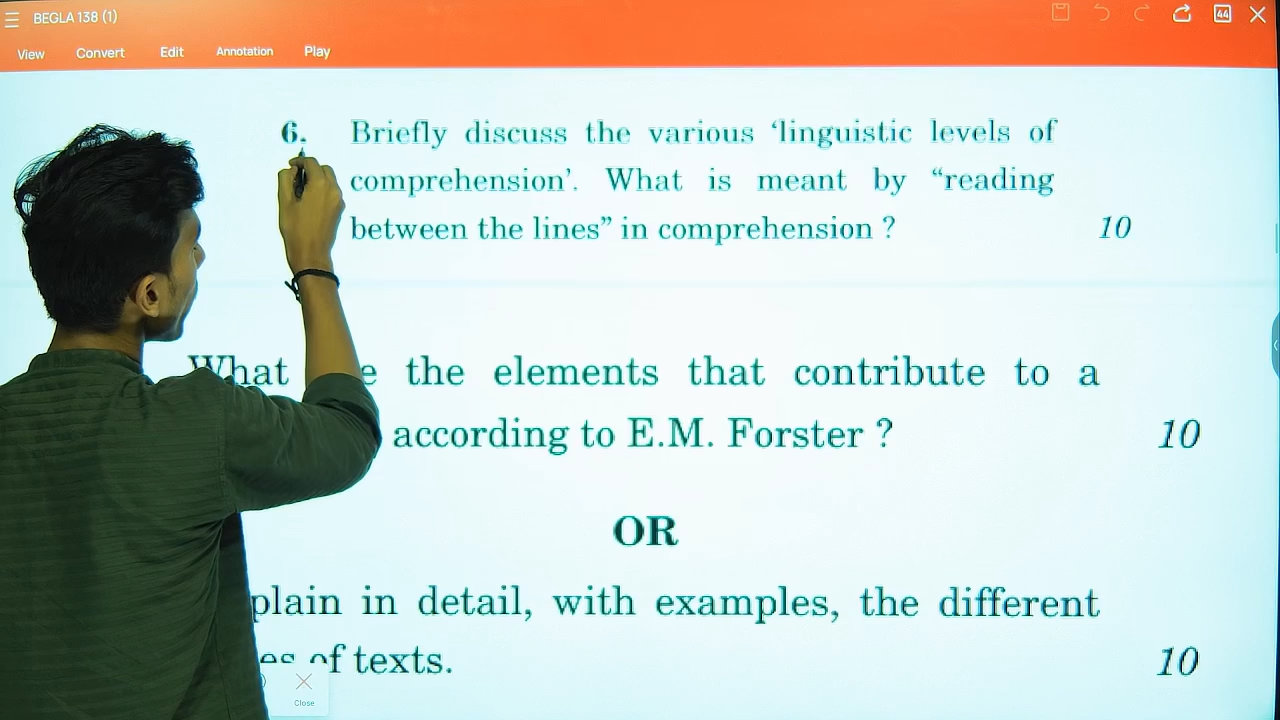 BEGLA 138 (1)
44
View Convert Edit Annotation Play
6. Briefly discuss the various ‘linguistic levels of
comprehension’. What is meant by “reading
between the lines” in comprehension ? 10
What the elements that contribute to a
according to E.M. Forster ? 10
OR
in detail, with examples, the different
of texts. 10
Close